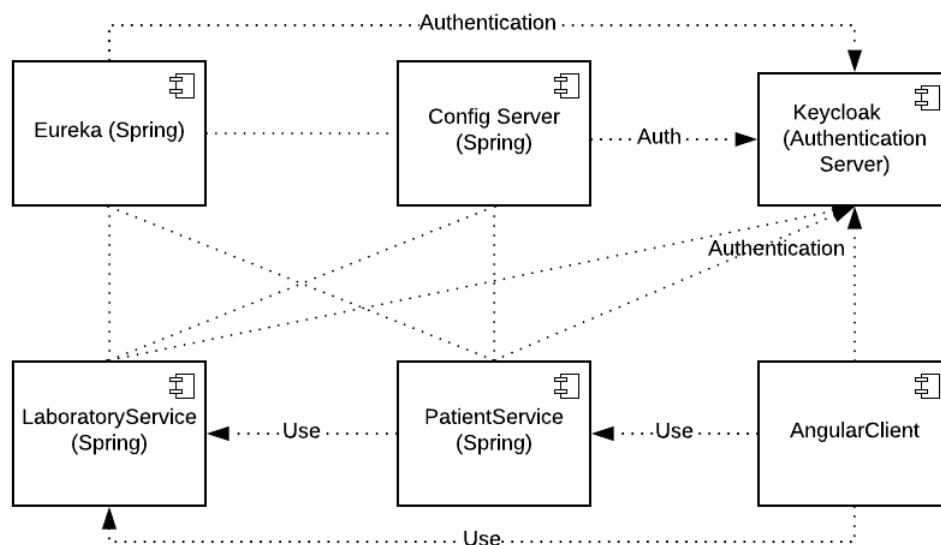 Authentication
Eureka (Spring)
Config Server
(Spring)
Auth
Keycloak
(Authentication
Server)
Authentication
LaboratoryService
(Spring)
Use
PatientService
(Spring)
Use
AngularClient
Use